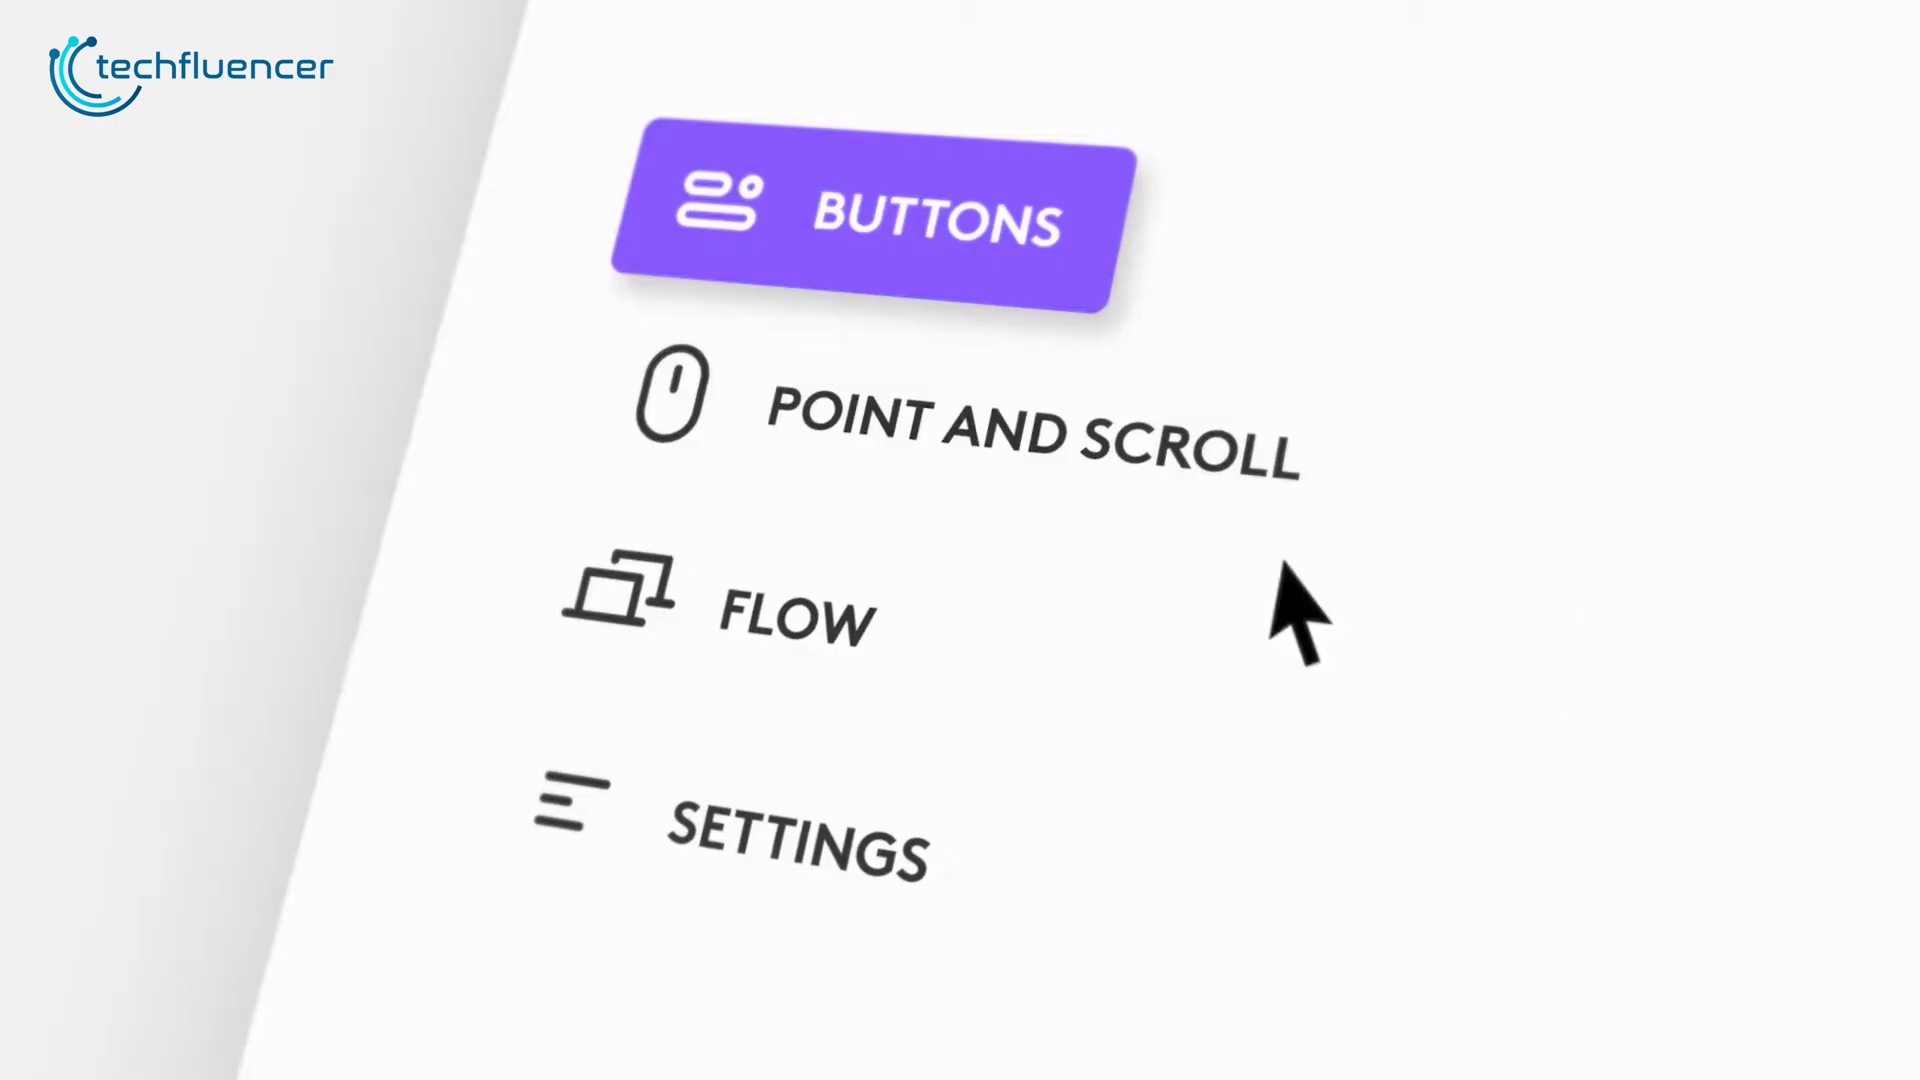 techfluencer
BUTTONS
POINT AND SCROLL
FLOW
SETTINGS